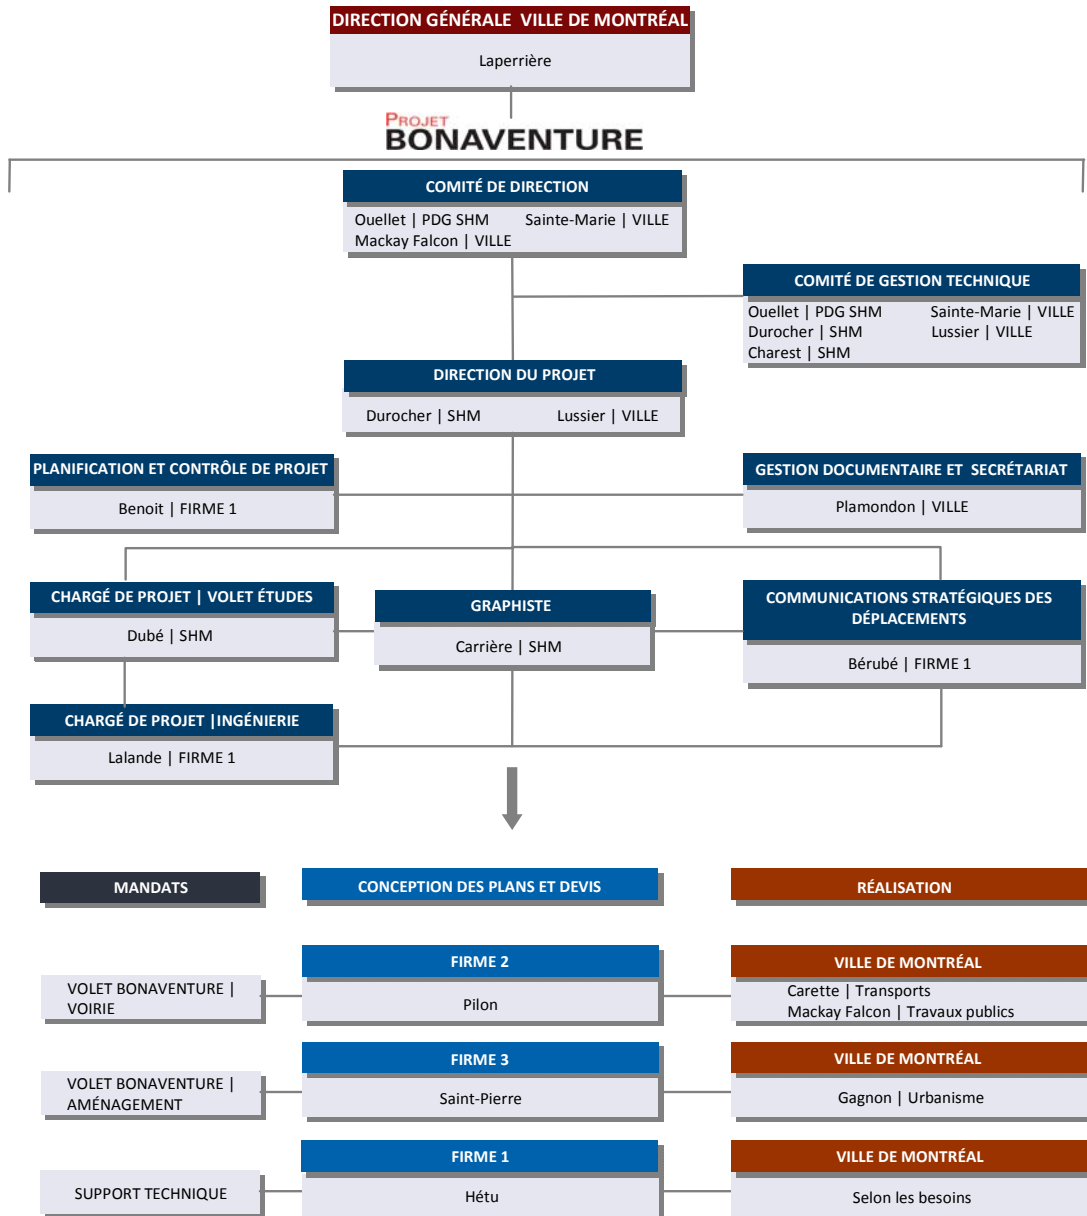 DIRECTION GÉNÉRALE VILLE DE MONTRÉAL
Laperrière
PROJET
BONAVENTURE
COMITÉ DE DIRECTION
Ouellet | PDG SHM Sainte-Marie | VILLE
Mackay Falcon | VILLE
COMITÉ DE GESTION TECHNIQUE
Ouellet | PDG SHM Sainte-Marie | VILLE
Durocher | SHM Lussier | VILLE
Charest | SHM
DIRECTION DU PROJET
Durocher | SHM Lussier | VILLE
PLANIFICATION ET CONTRÔLE DE PROJET
Benoit | FIRME 1
GESTION DOCUMENTAIRE ET SECRÉTARIAT
Plamondon | VILLE
CHARGÉ DE PROJET | VOLET ÉTUDES
Dubé | SHM
GRAPHISTE
Carrière | SHM
COMMUNICATIONS STRATÉGIQUES DES
DÉPLACEMENTS
Bérubé | FIRME 1
CHARGÉ DE PROJET |INGÉNIERIE
Lalande | FIRME 1
MANDATS
CONCEPTION DES PLANS ET DEVIS
RÉALISATION
VOLET BONAVENTURE |
VOIRIE
FIRME 2
Pilon
VILLE DE MONTRÉAL
Carette | Transports
Mackay Falcon | Travaux publics
VOLET BONAVENTURE |
AMÉNAGEMENT
FIRME 3
Saint-Pierre
VILLE DE MONTRÉAL
Gagnon | Urbanisme
SUPPORT TECHNIQUE
FIRME 1
Hétu
VILLE DE MONTRÉAL
Selon les besoins